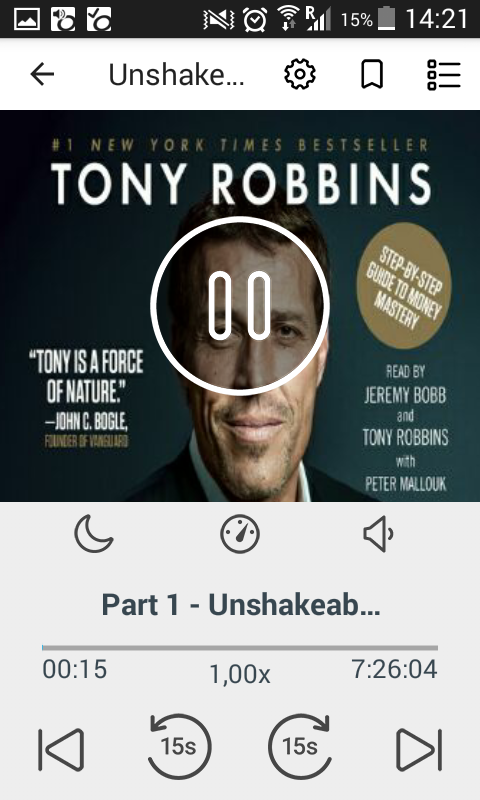 R 15% 14:21
Unshake...
#1 NEW YORK TIMES BESTSELLER
TONY ROBBINS
STEP-BY-STEP
GUIDE TO MONEY
MASTERY
“TONY IS A FORCE
OF NATURE.”
—JOHN C. BOGLE,
FOUNDER OF VANGUARD
READ BY
JEREMY BOBB
and
TONY ROBBINS
with
PETER MALLOUK
Part 1 - Unshakeab...
00:15 1,00x 7:26:04
15s 15s